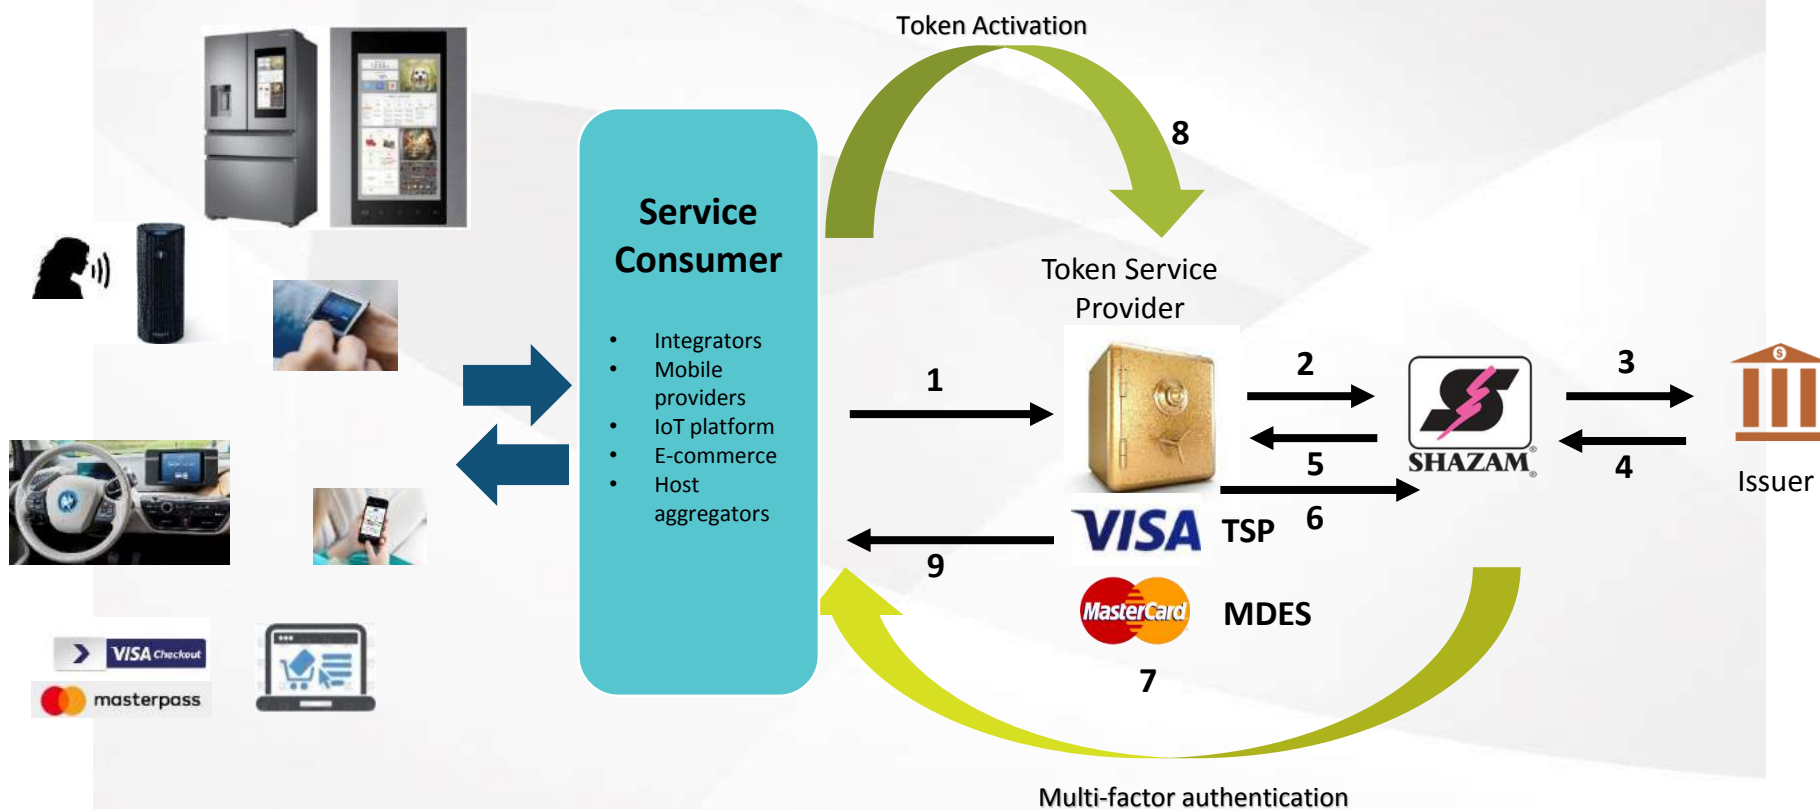 Token Activation
8
Service
Consumer
• Integrators
• Mobile
providers
• IoT platform
• E-commerce
• Host
aggregators
Token Service
Provider
1
2
3
SHAZAM®
5
4
Issuer
6
VISA TSP
9
MasterCard MDES
7
VISA Checkout
masterpass
Multi-factor authentication